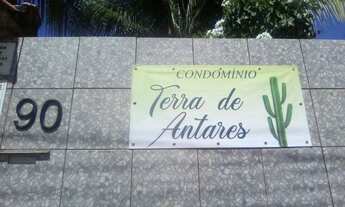 90
CONDOMÍNIO
Terra de
Antares